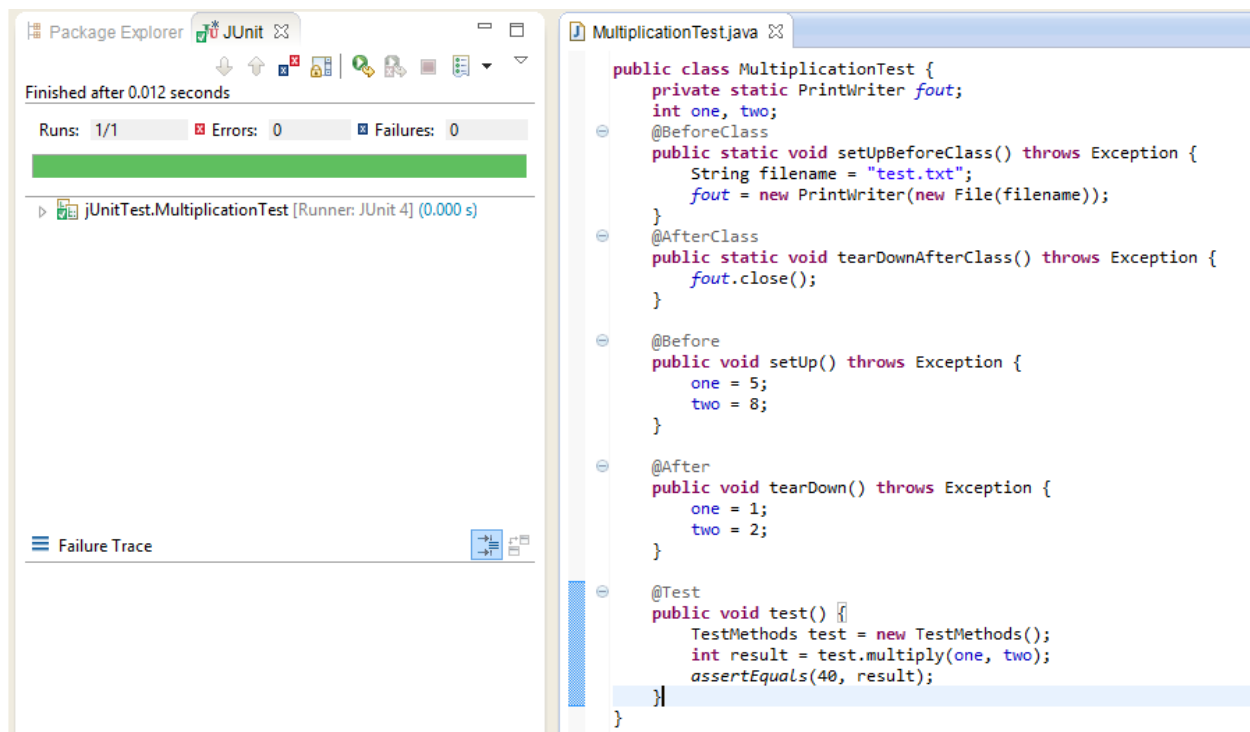 Package Explorer JUnit
Finished after 0.012 seconds
Runs: 1/1 Errors: 0 Failures: 0
jUnitTest.MultiplicationTest [Runner: JUnit 4] (0.000 s)
Failure Trace
MultiplicationTest.java
public class MultiplicationTest {
    private static PrintWriter fout;
    int one, two;
    @BeforeClass
    public static void setUpBeforeClass() throws Exception {
        String filename = "test.txt";
        fout = new PrintWriter(new File(filename));
    }
    @AfterClass
    public static void tearDownAfterClass() throws Exception {
        fout.close();
    }

    @Before
    public void setUp() throws Exception {
        one = 5;
        two = 8;
    }

    @After
    public void tearDown() throws Exception {
        one = 1;
        two = 2;
    }

    @Test
    public void test() {
        TestMethods test = new TestMethods();
        int result = test.multiply(one, two);
        assertEquals(40, result);
    }
}